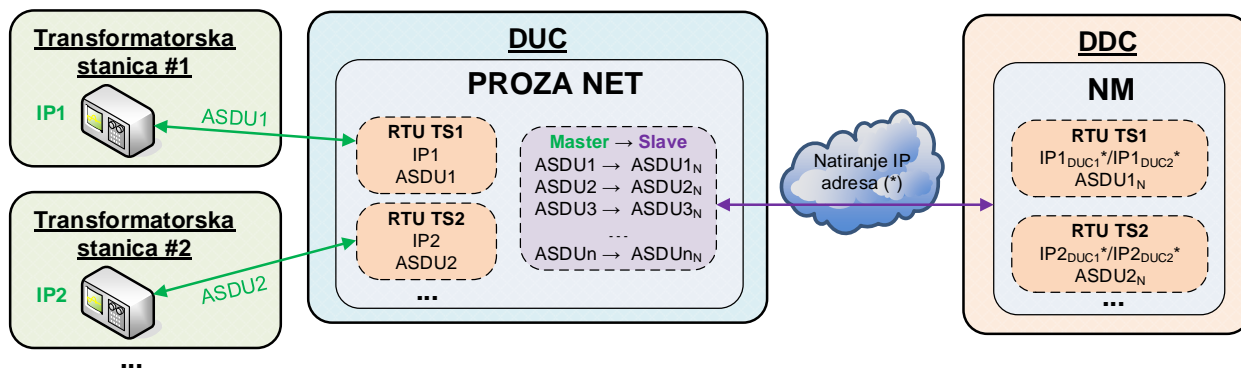 Transformatorska
stanica #1
IP1
ASDU1
Transformatorska
stanica #2
IP2
ASDU2
...
DUC
PROZA NET
RTU TS1
IP1
ASDU1
RTU TS2
IP2
ASDU2
...
Master → Slave
ASDU1 → ASDU1N
ASDU2 → ASDU2N
ASDU3 → ASDU3N
...
ASDUn → ASDUnN
Natiranje IP
adresa (*)
DDC
NM
RTU TS1
IP1DUC1*/IP1DUC2*
ASDU1N
RTU TS2
IP2DUC1*/IP2DUC2*
ASDU2N
...